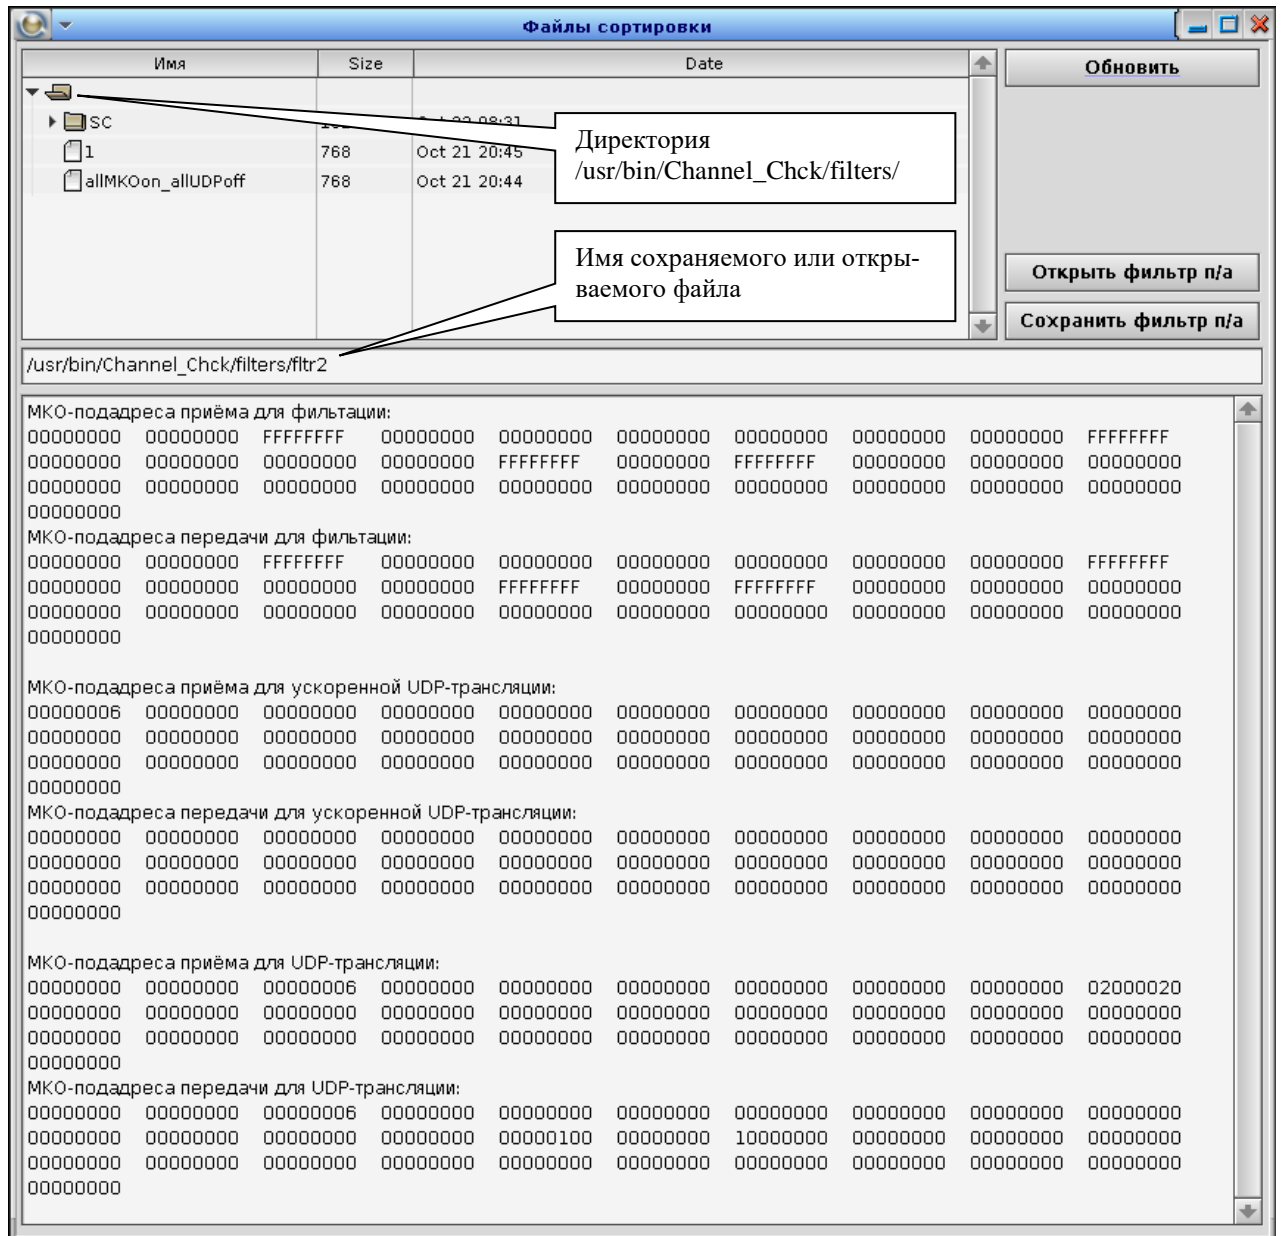 Файлы сортировки
Имя Size Date
Обновить
SC
1 768 Oct 21 20:45
allMKOon_allUDPoff 768 Oct 21 20:44
Директория
/usr/bin/Channel_Chck/filters/
Имя сохраняемого или откры-
ваемого файла
Открыть фильтр п/а
Сохранить фильтр п/а
/usr/bin/Channel_Chck/filters/fltr2
МКО-подадреса приёма для фильтации:
00000000 00000000 FFFFFFFF 00000000 00000000 00000000 00000000 00000000 00000000 FFFFFFFF
00000000 00000000 00000000 00000000 FFFFFFFF 00000000 FFFFFFFF 00000000 00000000 00000000
00000000 00000000 00000000 00000000 00000000 00000000 00000000 00000000 00000000 00000000
00000000
МКО-подадреса передачи для фильтации:
00000000 00000000 FFFFFFFF 00000000 00000000 00000000 00000000 00000000 00000000 FFFFFFFF
00000000 00000000 00000000 00000000 FFFFFFFF 00000000 FFFFFFFF 00000000 00000000 00000000
00000000 00000000 00000000 00000000 00000000 00000000 00000000 00000000 00000000 00000000
00000000
МКО-подадреса приёма для ускоренной UDP-трансляции:
00000006 00000000 00000000 00000000 00000000 00000000 00000000 00000000 00000000 00000000
00000000 00000000 00000000 00000000 00000000 00000000 00000000 00000000 00000000 00000000
00000000 00000000 00000000 00000000 00000000 00000000 00000000 00000000 00000000 00000000
00000000
МКО-подадреса передачи для ускоренной UDP-трансляции:
00000000 00000000 00000000 00000000 00000000 00000000 00000000 00000000 00000000 00000000
00000000 00000000 00000000 00000000 00000000 00000000 00000000 00000000 00000000 00000000
00000000 00000000 00000000 00000000 00000000 00000000 00000000 00000000 00000000 00000000
00000000
МКО-подадреса приёма для UDP-трансляции:
00000000 00000000 00000006 00000000 00000000 00000000 00000000 00000000 00000000 02000020
00000000 00000000 00000000 00000000 00000000 00000000 00000000 00000000 00000000 00000000
00000000 00000000 00000000 00000000 00000000 00000000 00000000 00000000 00000000 00000000
00000000
МКО-подадреса передачи для UDP-трансляции:
00000000 00000000 00000006 00000000 00000000 00000000 00000000 00000000 00000000 00000000
00000000 00000000 00000000 00000000 00000100 00000000 10000000 00000000 00000000 00000000
00000000 00000000 00000000 00000000 00000000 00000000 00000000 00000000 00000000 00000000
00000000